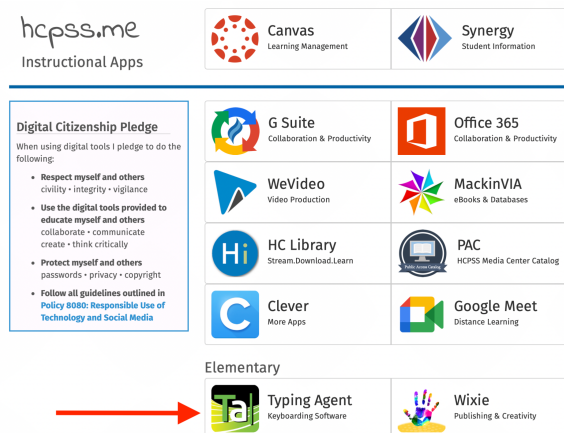 hcpss.me
Instructional Apps
Canvas
Learning Management
Synergy
Student Information
Digital Citizenship Pledge
When using digital tools I pledge to do the
following:
• Respect myself and others
civility • integrity • vigilance
• Use the digital tools provided to
educate myself and others
collaborate • communicate
create • think critically
• Protect myself and others
passwords • privacy • copyright
• Follow all guidelines outlined in
Policy 8080: Responsible Use of
Technology and Social Media
G Suite
Collaboration & Productivity
Office 365
Collaboration & Productivity
WeVideo
Video Production
MackinVIA
eBooks & Databases
Hi
HC Library
Stream.Download.Learn
Public Access Catalog
PAC
HCPSS Media Center Catalog
C
Clever
More Apps
Google Meet
Distance Learning
Elementary
Ta
Typing Agent
Keyboarding Software
Wixie
Publishing & Creativity